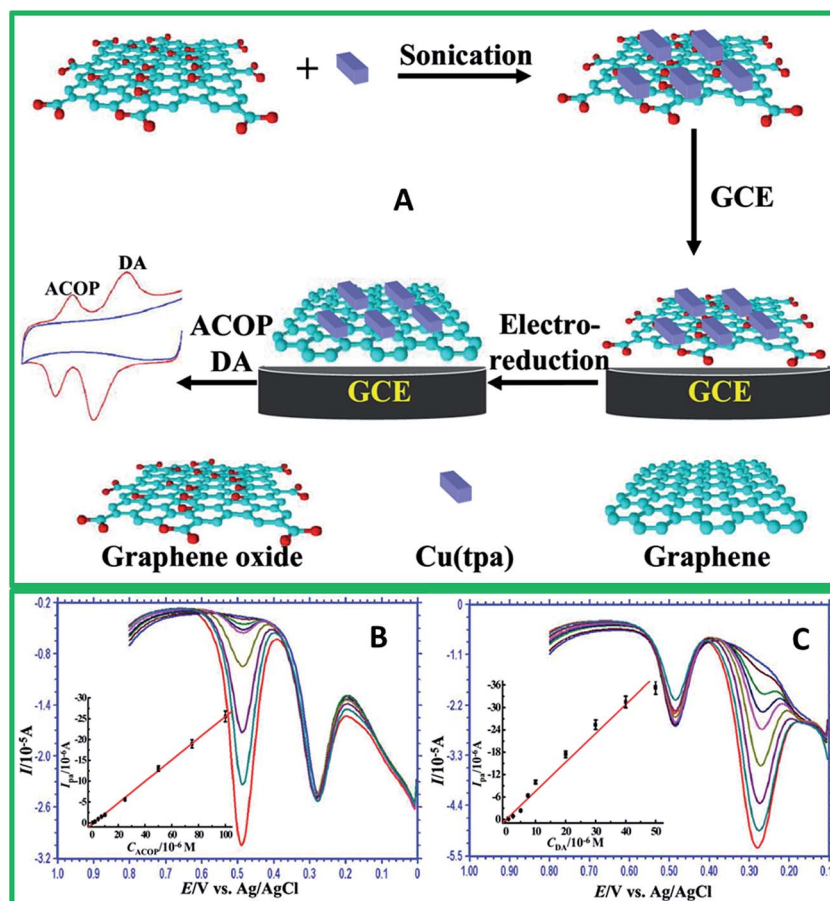 +
Sonication
A
GCE
DA
ACOP
ACOP
DA
Electro-
reduction
GCE
GCE
Graphene oxide
Cu(tpa)
Graphene
B
-0.2
-0.8
-1.4
-2.0
-2.6
-3.2
I/10⁻⁵A
1.0 0.9 0.8 0.7 0.6 0.5 0.4 0.3 0.2 0.1 0
E/V vs. Ag/AgCl
-30
-25
-20
-15
-10
-5
0
Iₚₐ/10⁻⁶A
0 20 40 60 80 100
C_ACOP/10⁻⁶ M
C
0
-1.1
-2.2
-3.3
-4.4
-5.5
I/10⁻⁵A
1.00 0.90 0.80 0.70 0.60 0.50 0.40 0.30 0.20 0.10
E/V vs. Ag/AgCl
-36
-30
-24
-18
-12
-6
0
Iₚₐ/10⁻⁶A
0 10 20 30 40 50
C_DA/10⁻⁶ M